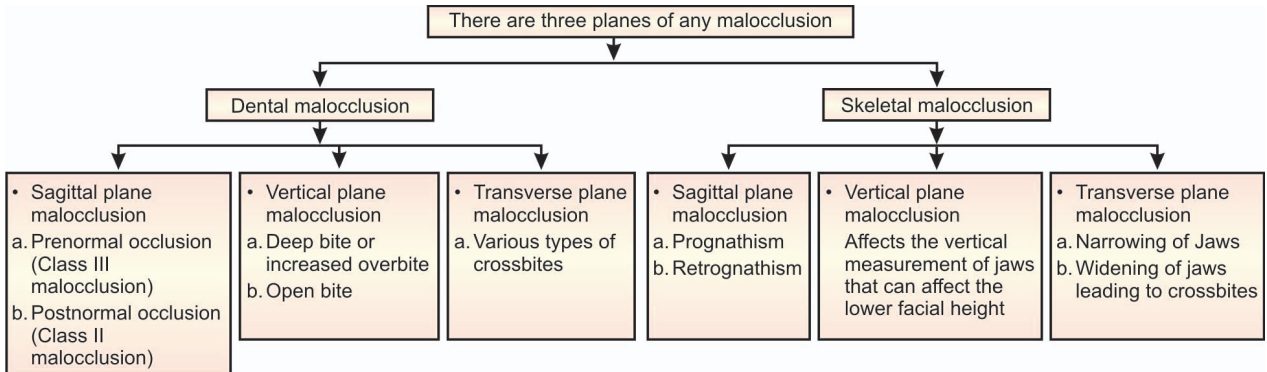 There are three planes of any malocclusion
Dental malocclusion
Skeletal malocclusion
• Sagittal plane
malocclusion
a. Prenormal occlusion
(Class III
malocclusion)
b. Postnormal occlusion
(Class II
malocclusion)
• Vertical plane
malocclusion
a. Deep bite or
increased overbite
b. Open bite
• Transverse plane
malocclusion
a. Various types of
crossbites
• Sagittal plane
malocclusion
a. Prognathism
b. Retrognathism
• Vertical plane
malocclusion
Affects the vertical
measurement of jaws
that can affect the
lower facial height
• Transverse plane
malocclusion
a. Narrowing of Jaws
b. Widening of jaws
leading to crossbites